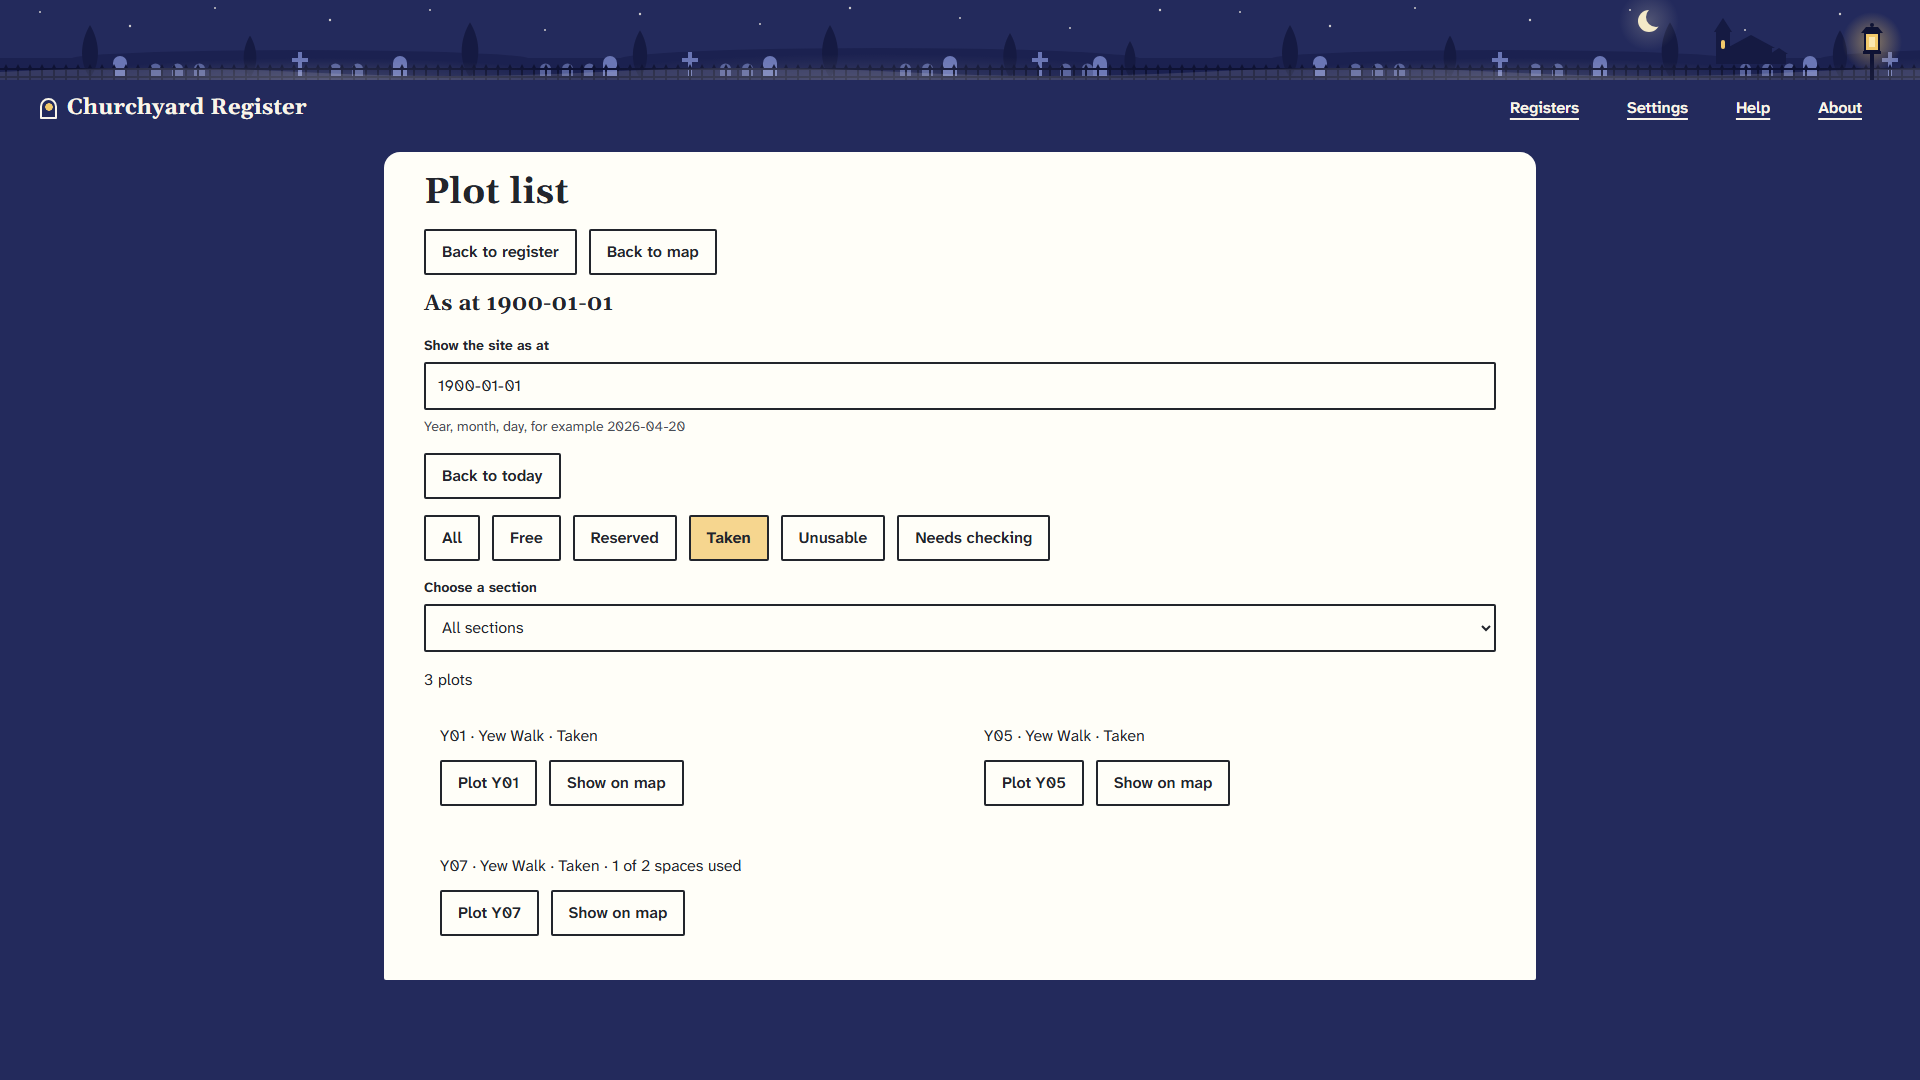 Churchyard Register
Registers Settings Help About
Plot list
Back to register Back to map
As at 1900-01-01
Show the site as at
1900-01-01
Year, month, day, for example 2026-04-20
Back to today
All Free Reserved Taken Unusable Needs checking
Choose a section
All sections
3 plots
Y01 · Yew Walk · Taken
Plot Y01 Show on map
Y05 · Yew Walk · Taken
Plot Y05 Show on map
Y07 · Yew Walk · Taken · 1 of 2 spaces used
Plot Y07 Show on map